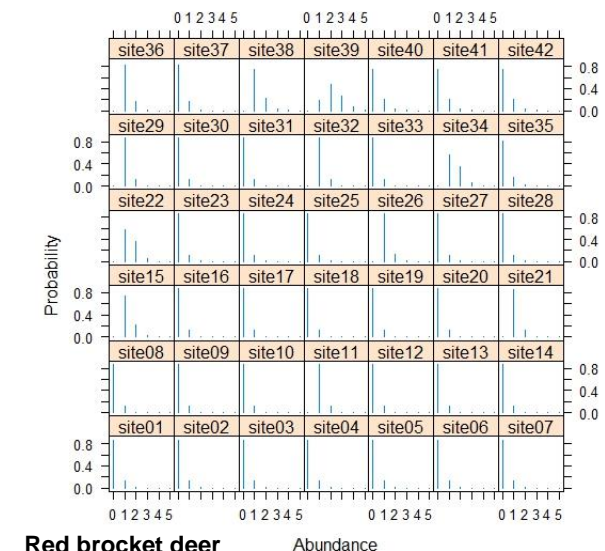 0 1 2 3 4 5 0 1 2 3 4 5 0 1 2 3 4 5
site36 site37 site38 site39 site40 site41 site42
0.8
0.4
0.0
site29 site30 site31 site32 site33 site34 site35
0.8
0.4
0.0
site22 site23 site24 site25 site26 site27 site28
0.8
0.4
0.0
Probability
site15 site16 site17 site18 site19 site20 site21
0.8
0.4
0.0
site08 site09 site10 site11 site12 site13 site14
0.8
0.4
0.0
site01 site02 site03 site04 site05 site06 site07
0.8
0.4
0.0
0 1 2 3 4 5 0 1 2 3 4 5 0 1 2 3 4 5 0 1 2 3 4 5
Red brocket deer Abundance